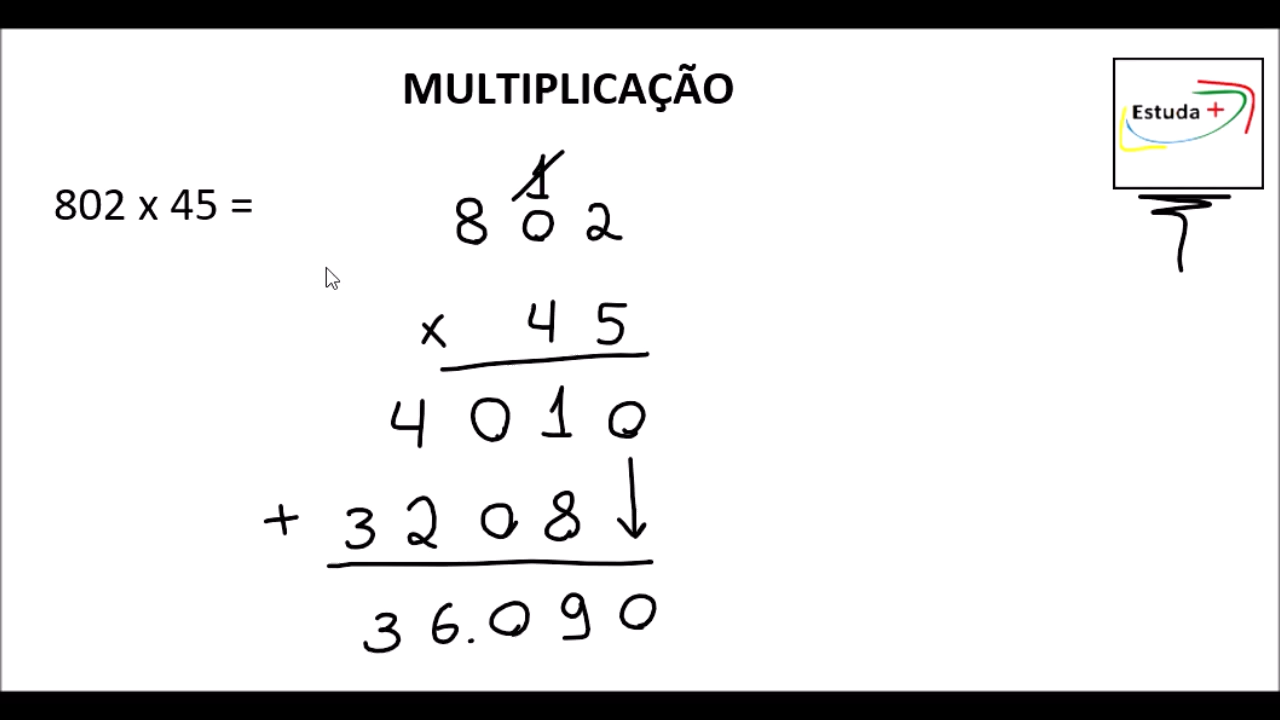 MULTIPLICAÇÃO
Estuda +
802 x 45 =
1
8 0 2
x 4 5
4 0 1 0
+ 3 2 0 8
3 6 . 0 9 0